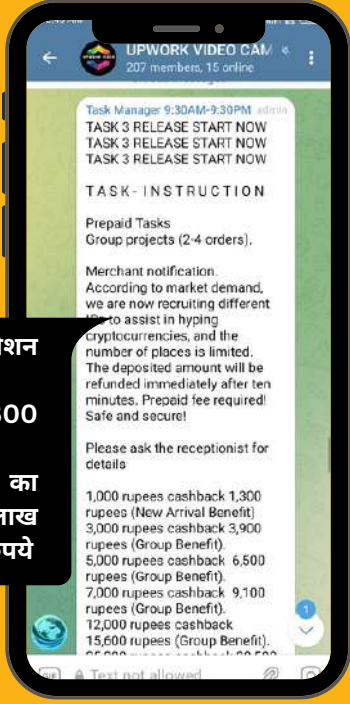 UPWORK VIDEO CAM
207 members, 15 online
Task Manager 9:30AM-9:30PM admin
TASK 3 RELEASE START NOW
TASK 3 RELEASE START NOW
TASK 3 RELEASE START NOW
TASK-INSTRUCTION
Prepaid Tasks
Group projects (2-4 orders).
Merchant notification.
According to market demand,
we are now recruiting different
to assist in hyping
cryptocurrencies, and the
number of places is limited.
The deposited amount will be
refunded immediately after ten
minutes. Prepaid fee required!
Safe and secure!
Please ask the receptionist for
details
1,000 rupees cashback 1,300
rupees (New Arrival Benefit)
3,000 rupees cashback 3,900
rupees (Group Benefit).
5,000 rupees cashback 6,500
rupees (Group Benefit).
7,000 rupees cashback 9,100
rupees (Group Benefit).
12,000 rupees cashback
15,600 rupees (Group Benefit).
1
Text not allowed
GIF
का